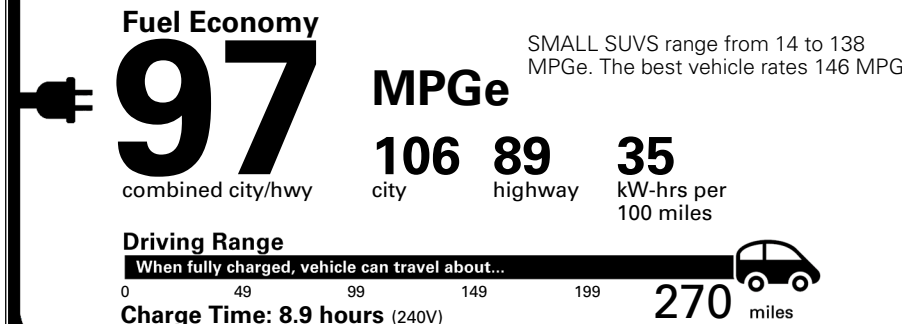 Fuel Economy
97
MPGe
SMALL SUVS range from 14 to 138
MPGe. The best vehicle rates 146 MPG
combined city/hwy
106
city
89
highway
35
kW-hrs per
100 miles
Driving Range
When fully charged, vehicle can travel about...
0 49 99 149 199 270 miles
Charge Time: 8.9 hours (240V)